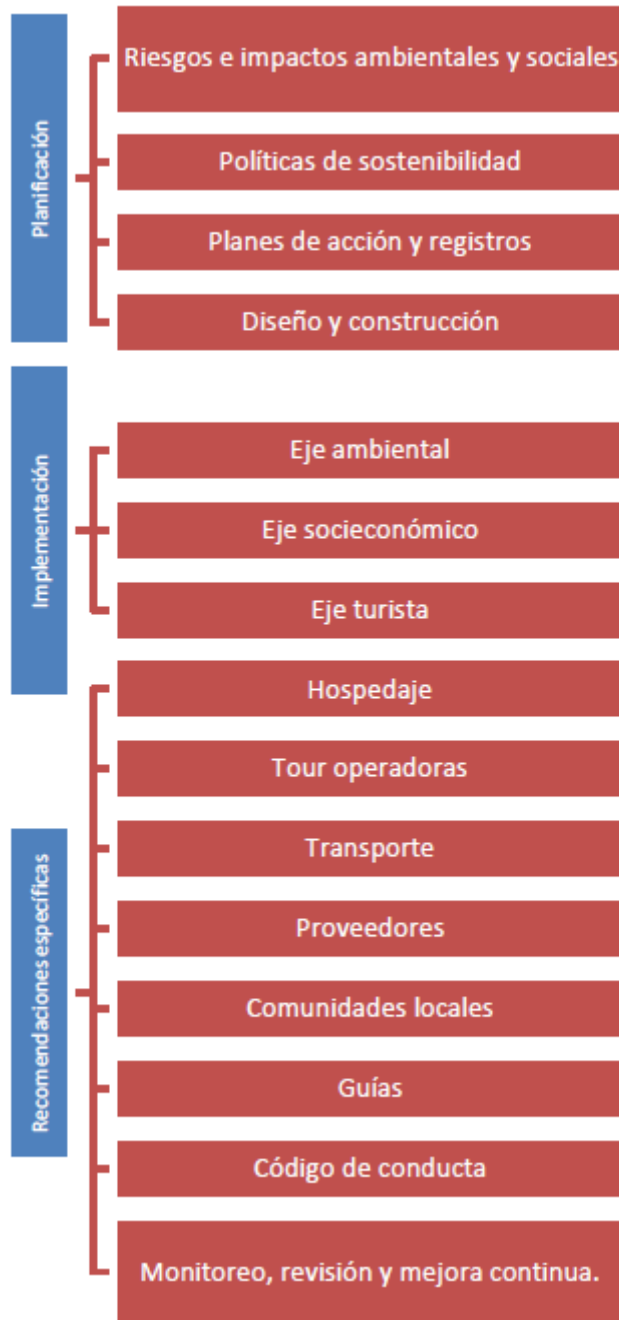 Planificación
Riesgos e impactos ambientales y sociales
Políticas de sostenibilidad
Planes de acción y registros
Diseño y construcción
Implementación
Eje ambiental
Eje socieconómico
Eje turista
Recomendaciones específicas
Hospedaje
Tour operadoras
Transporte
Proveedores
Comunidades locales
Guías
Código de conducta
Monitoreo, revisión y mejora continua.